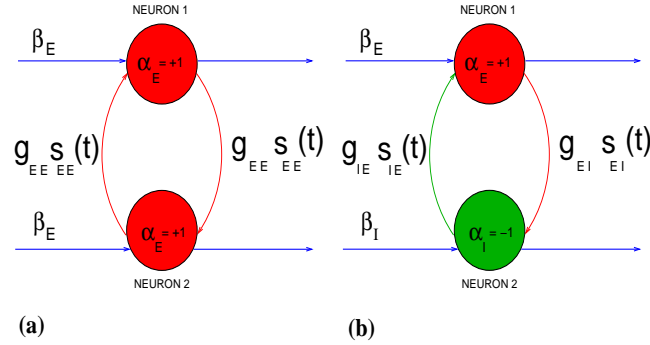 NEURON 1
β_E
α_E = +1
g_EE s_EE(t)
g_EE s_EE(t)
β_E
α_E = +1
NEURON 2
(a)
NEURON 1
β_E
α_E = +1
g_IE s_IE(t)
g_EI s_EI(t)
β_I
α_I = −1
NEURON 2
(b)